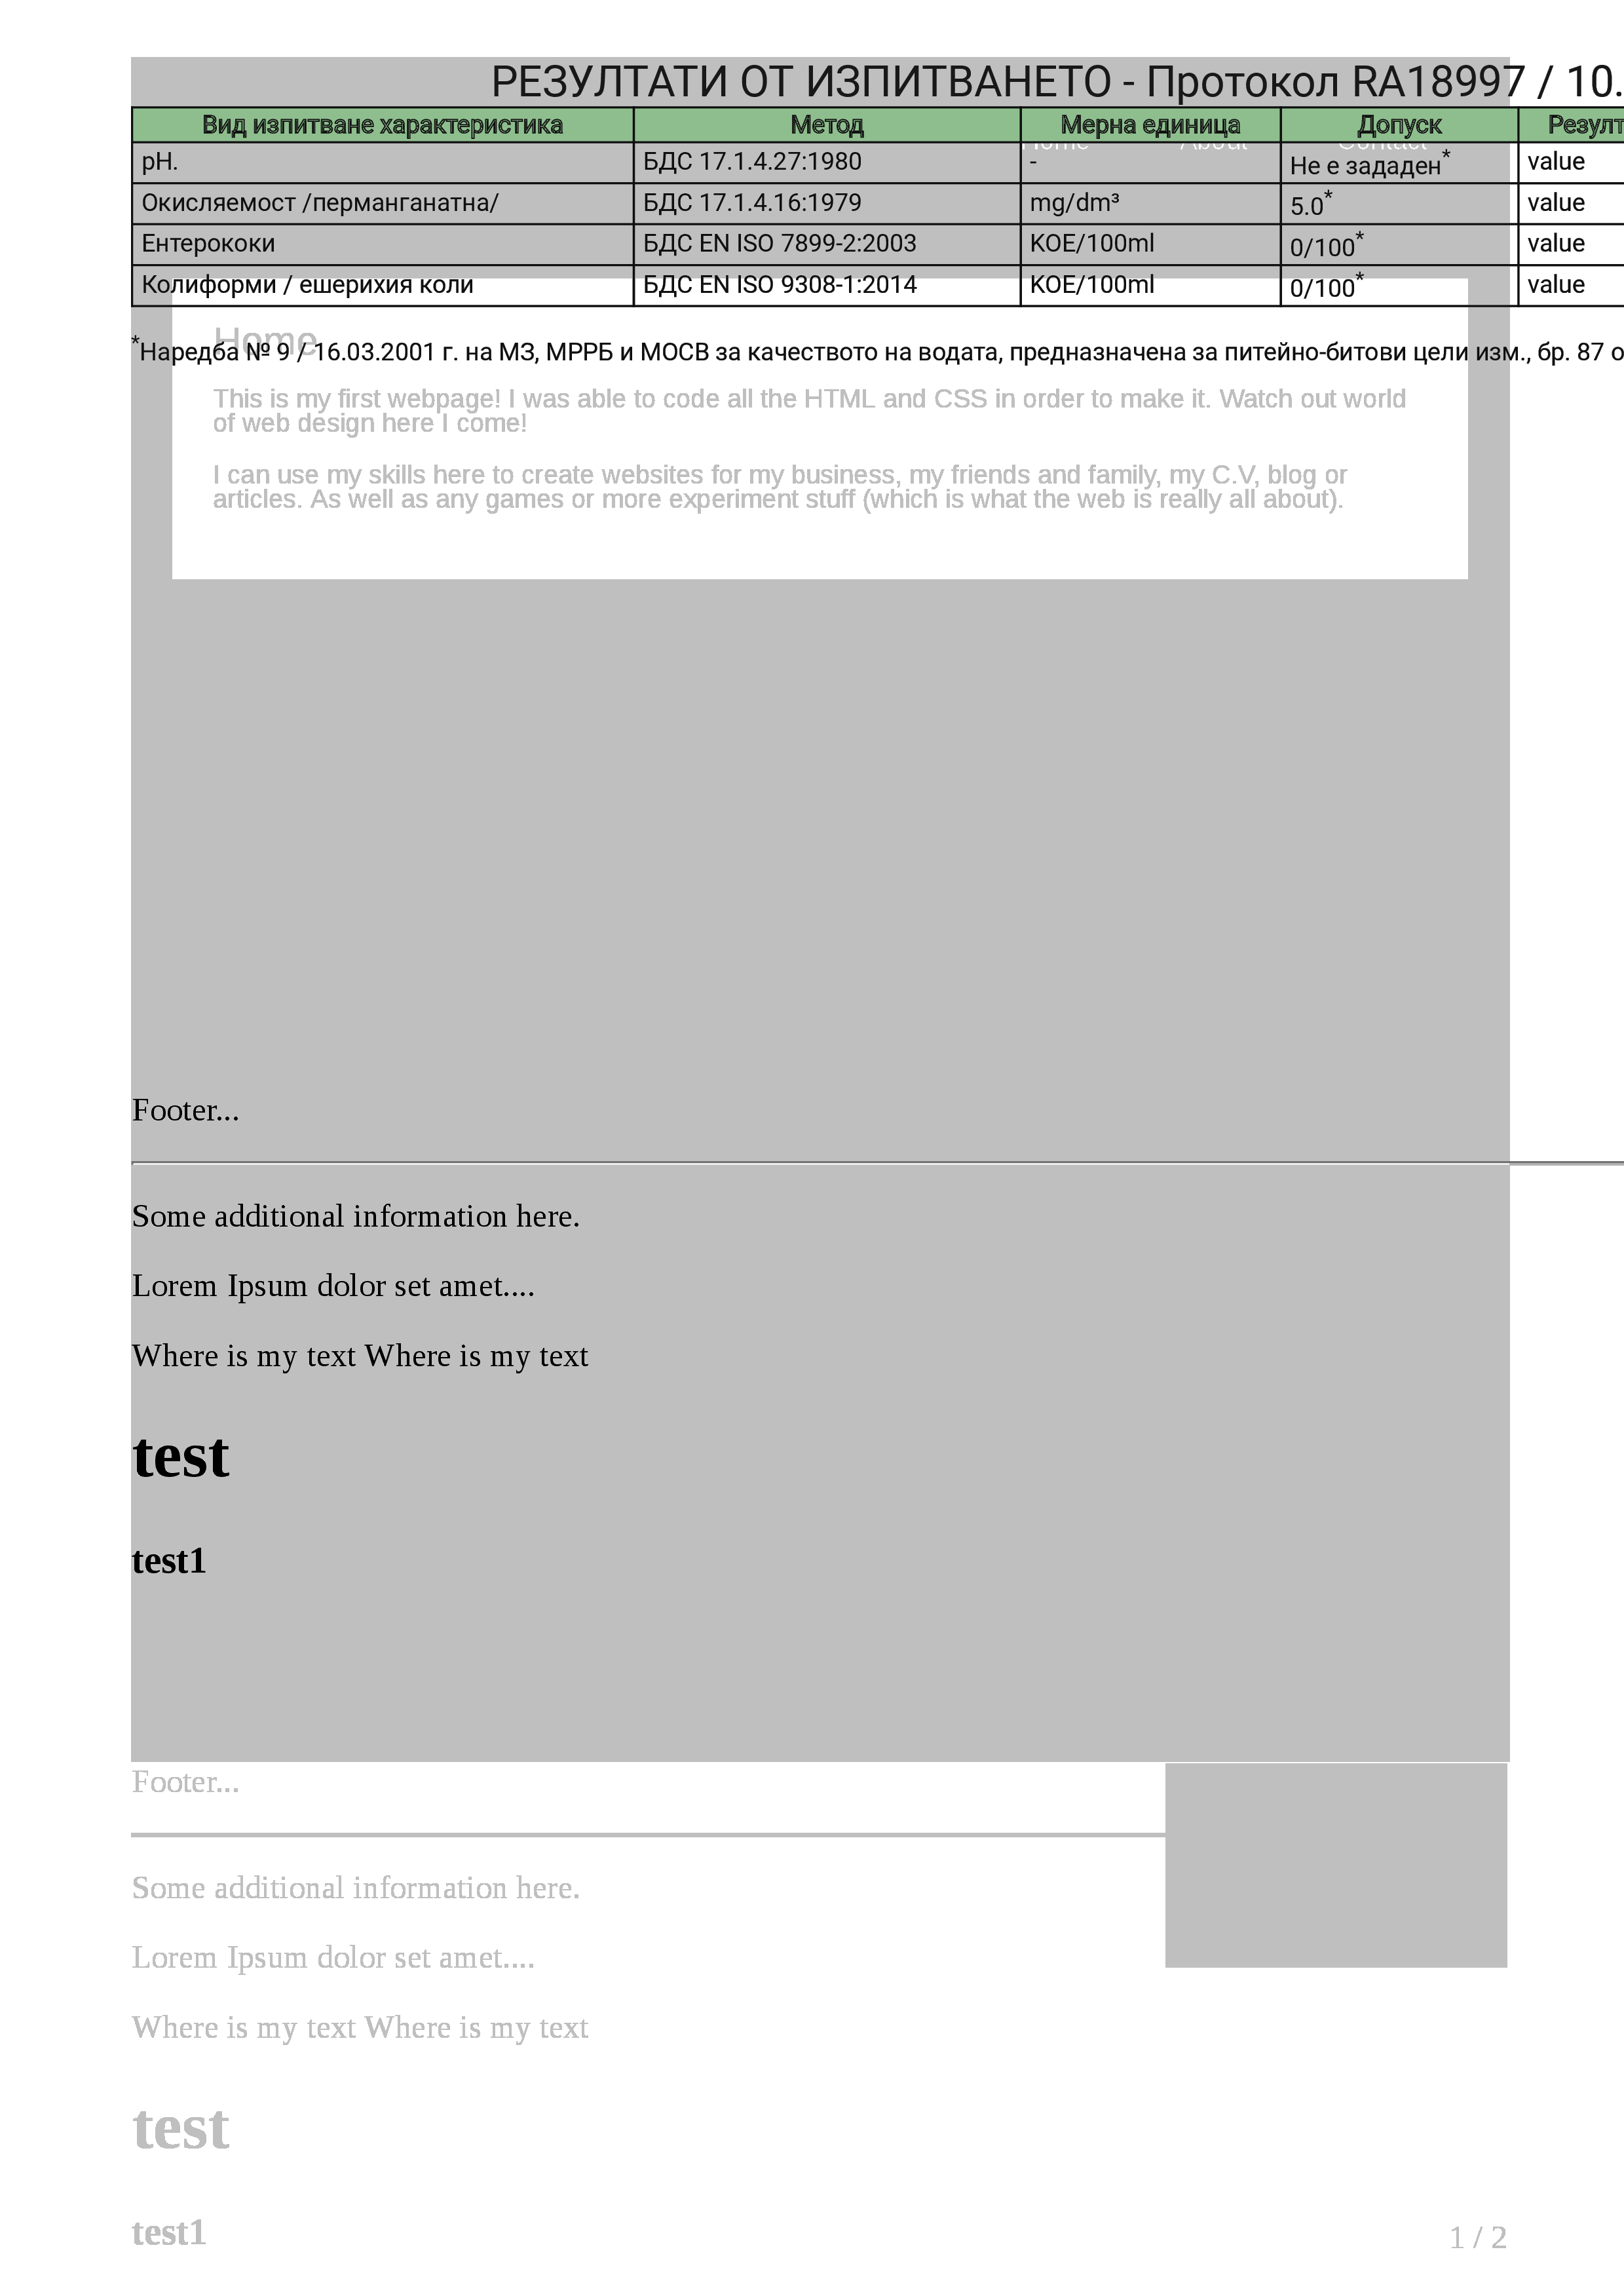 РЕЗУЛТАТИ ОТ ИЗПИТВАНЕТО - Протокол RA18997 / 10.
Вид изпитване характеристика Метод Мерна единица Допуск
Home About Contact
pH. БДС 17.1.4.27:1980 - Не е зададен* value
Окисляемост /перманганатна/ БДС 17.1.4.16:1979 mg/dm³ 5.0* value
Ентерококи БДС EN ISO 7899-2:2003 КОЕ/100ml 0/100* value
Колиформи / ешерихия коли БДС EN ISO 9308-1:2014 КОЕ/100ml 0/100* value
Home
*Наредба № 9 / 16.03.2001 г. на МЗ, МРРБ и МОСВ за качеството на водата, предназначена за питейно-битови цели изм., бр. 87
This is my first webpage! I was able to code all the HTML and CSS in order to make it. Watch out world
of web design here I come!
I can use my skills here to create websites for my business, my friends and family, my C.V, blog or
articles. As well as any games or more experiment stuff (which is what the web is really all about).
Footer...
Some additional information here.
Lorem Ipsum dolor set amet....
Where is my text Where is my text
test
test1
Footer...
Some additional information here.
Lorem Ipsum dolor set amet....
Where is my text Where is my text
test
test1
1 / 2